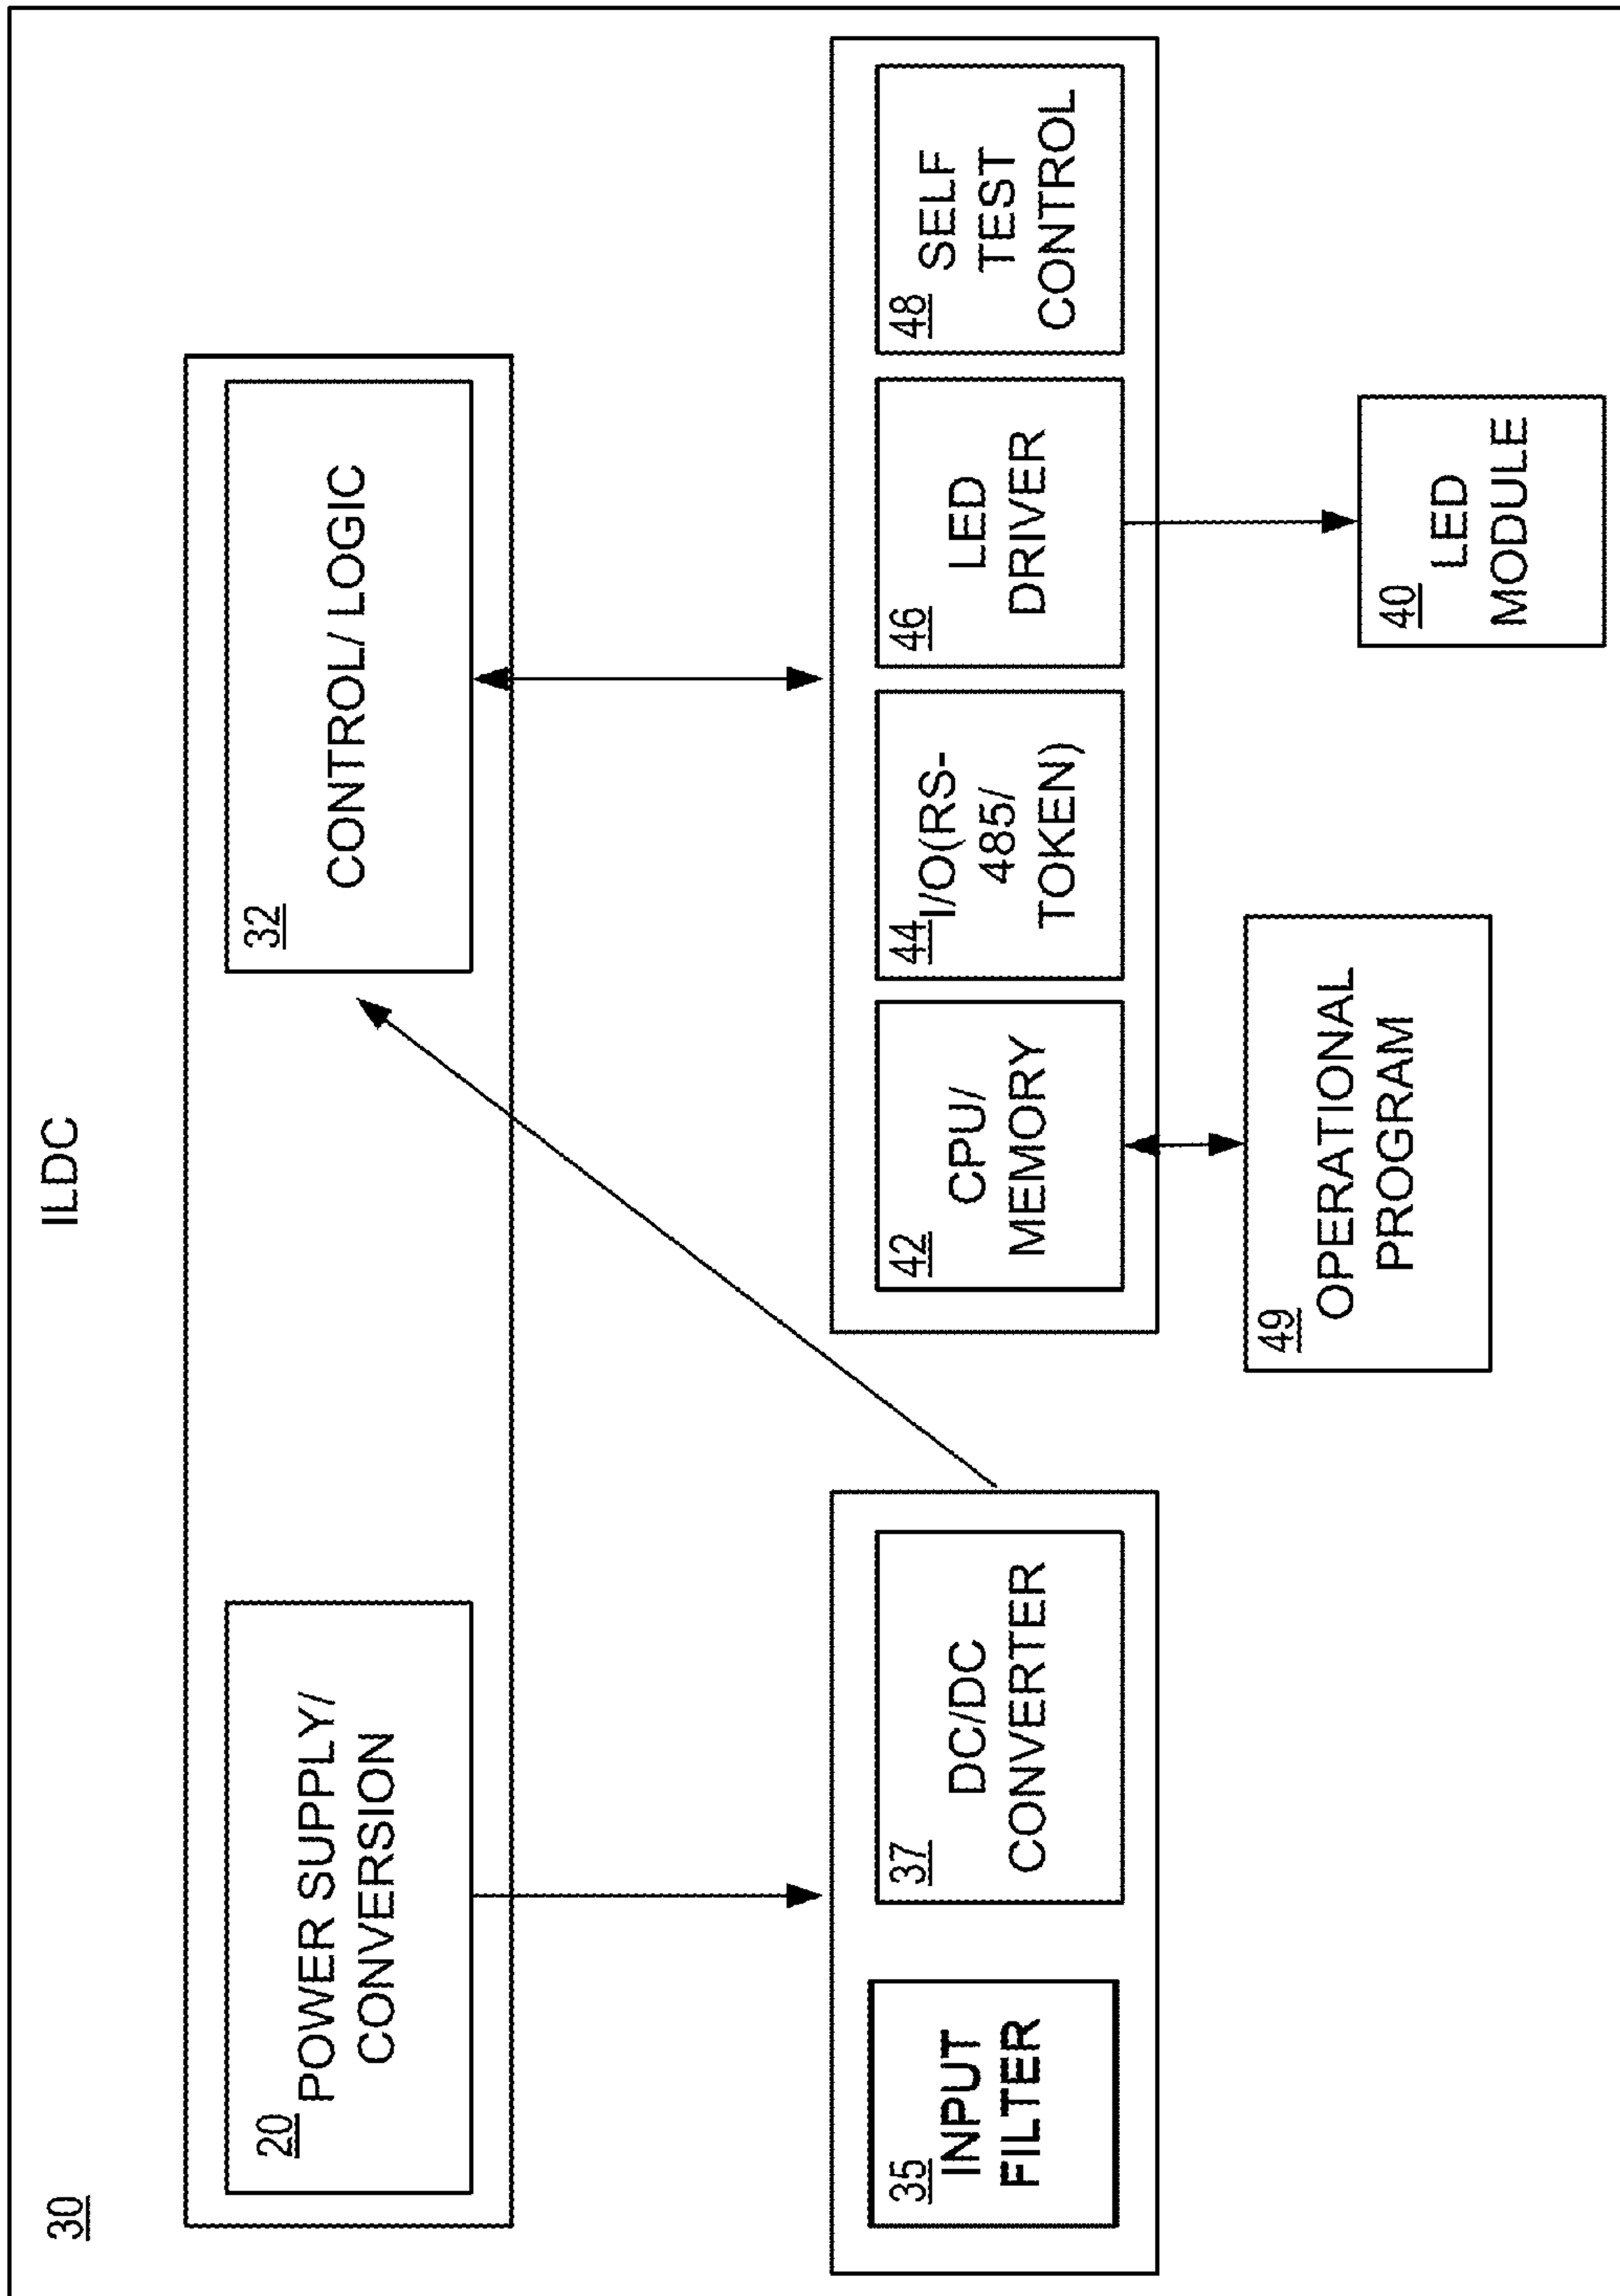 30
ILDC
20
POWER SUPPLY/
CONVERSION
32
CONTROL/ LOGIC
35
INPUT
FILTER
37
DC/DC
CONVERTER
42
CPU/
MEMORY
44
I/O(RS-
485/
TOKEN)
46
LED
DRIVER
48
SELF
TEST
CONTROL
49
OPERATIONAL
PROGRAM
40
LED
MODULE